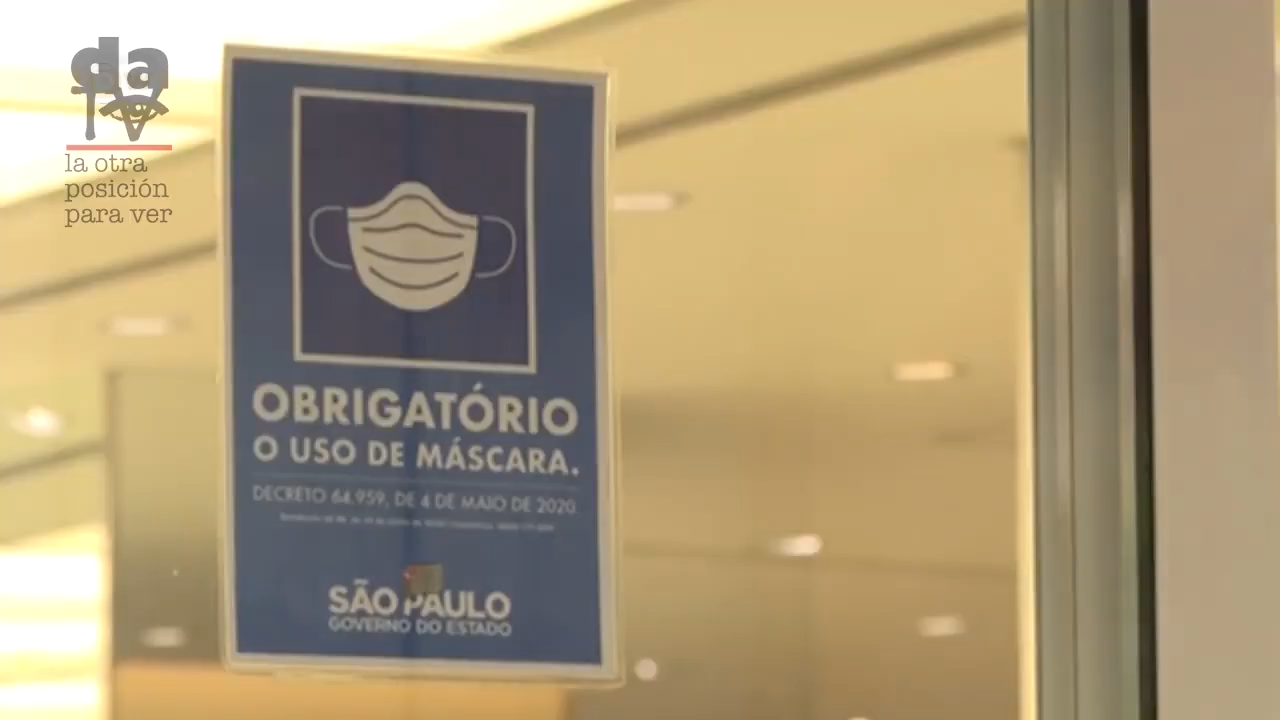 da
tv
la otra
posición
para ver
OBRIGATÓRIO
O USO DE MÁSCARA.
DECRETO 64.959, DE 4 DE MAIO DE 2020.
SÃO PAULO
GOVERNO DO ESTADO